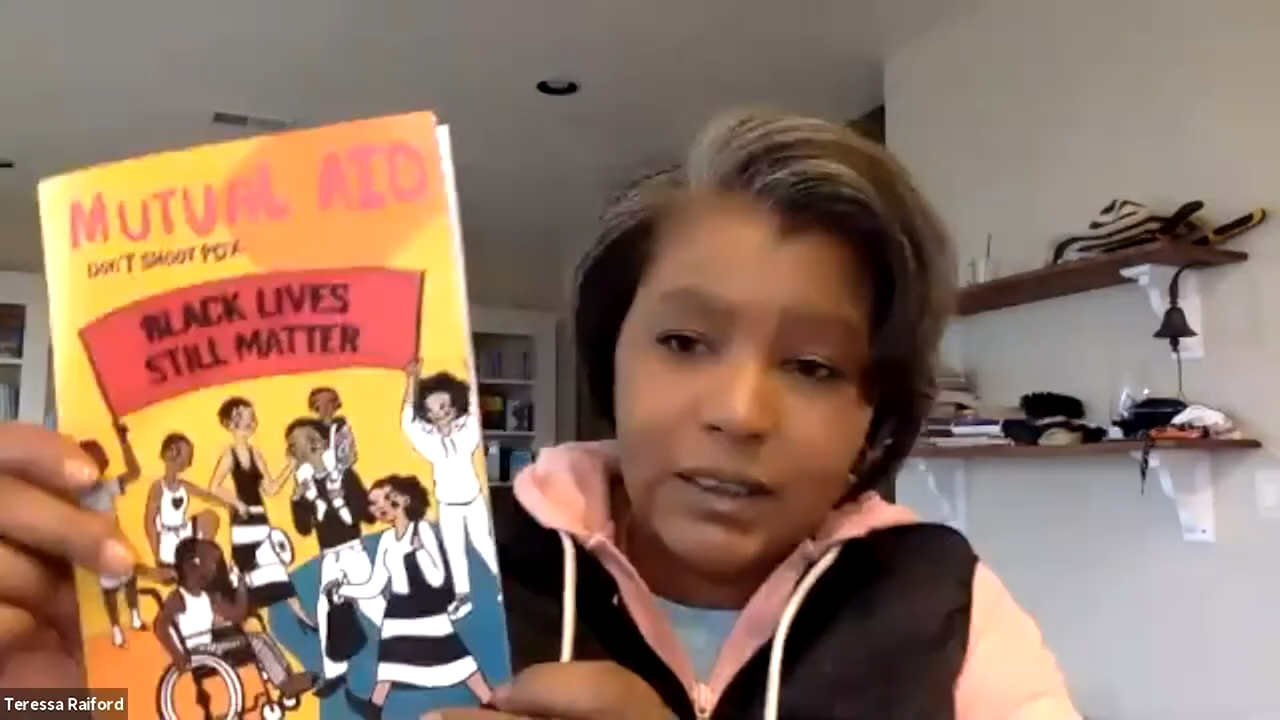 MUTUAL AID
DON'T SHOOT PDX
BLACK LIVES
STILL MATTER
Teressa Raiford